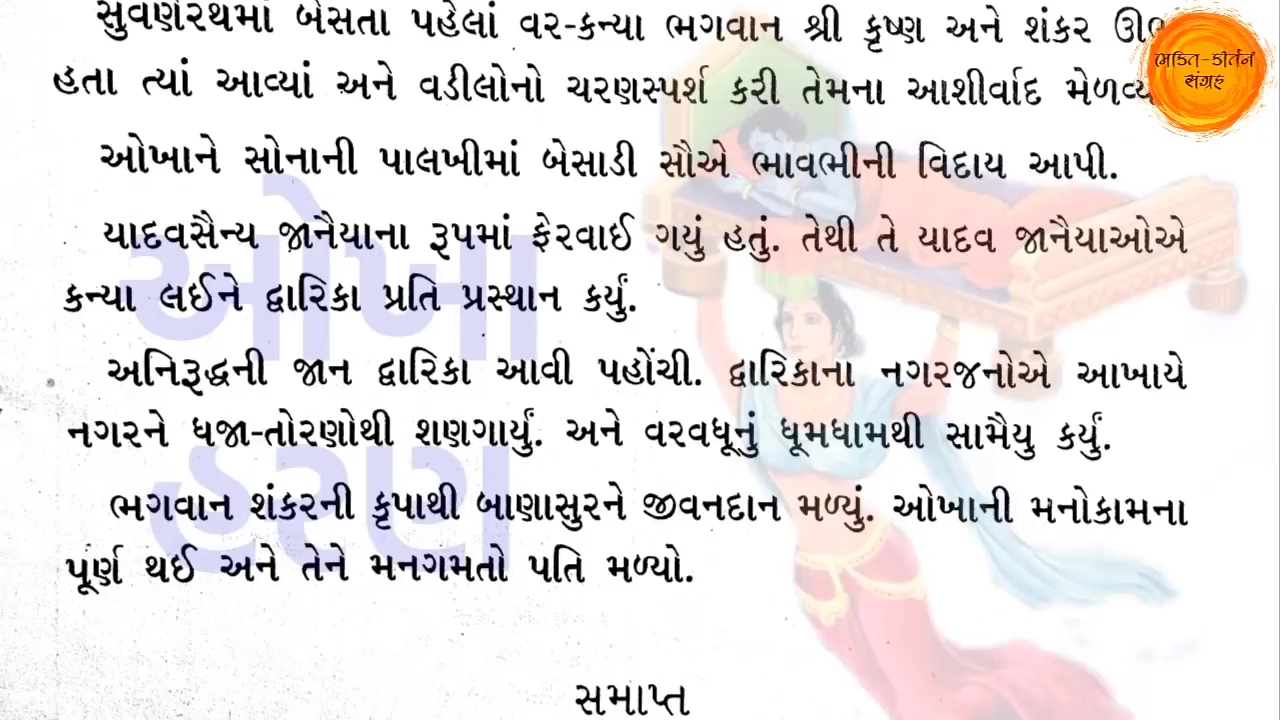 સુવર્ણરથમાં બેસતા પહેલાં વર-કન્યા ભગવાન શ્રી કૃષ્ણ અને શંકર
હતા ત્યાં આવ્યાં અને વડીલોનો ચરણસ્પર્શ કરી તેમના આશીર્વાદ
ભક્તિ-કીર્તન
સંગ્રહ
ઓખાને સોનાની પાલખીમાં બેસાડી સૌએ ભાવભીની વિદાય આપી.
યાદવસૈન્ય જાનૈયાના રૂપમાં ફેરવાઈ ગયું હતું. તેથી તે યાદવ જાનૈયાઓએ
કન્યા લઈને દ્વારિકા પ્રતિ પ્રસ્થાન કર્યું.
અનિરૂદ્ધની જાન દ્વારિકા આવી પહોંચી. દ્વારિકાના નગરજનોએ આખાયે
નગરને ધજા-તોરણોથી શણગાર્યું. અને વરવધૂનું ધૂમધામથી સામૈયુ કર્યું.
ભગવાન શંકરની કૃપાથી બાણાસુરને જીવનદાન મળ્યું. ઓખાની મનોકામના
પૂર્ણ થઈ અને તેને મનગમતો પતિ મળ્યો.
સમાપ્ત
ઓખા
હરણ